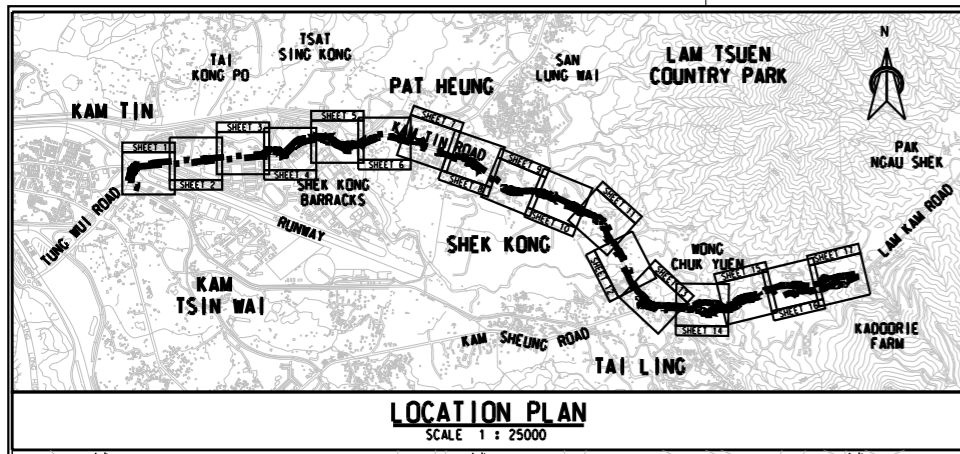 TSAT
SING KONG
TAI
KONG PO
SAN
LUNG WAI
LAM TSUEN
COUNTRY PARK
N
PAT HEUNG
KAM TIN
SHEET 1
SHEET 2
SHEET 3
SHEET 4
SHEET 5
SHEET 6
SHEET 7
KAM TIN ROAD
SHEET 8
SHEET 9
SHEET 10
PAK
NGAU SHEK
SHEK KONG
BARRACKS
TUNG WUI ROAD
RUNWAY
SHEK KONG
LAM KAM ROAD
WONG
CHUK YUEN
SHEET 12
SHEET 14
SHEET 15
SHEET 16
SHEET 17
KAM
TSIN WAI
KAM SHEUNG ROAD
TAI LING
KADOORIE
FARM
LOCATION PLAN
SCALE 1 : 25000